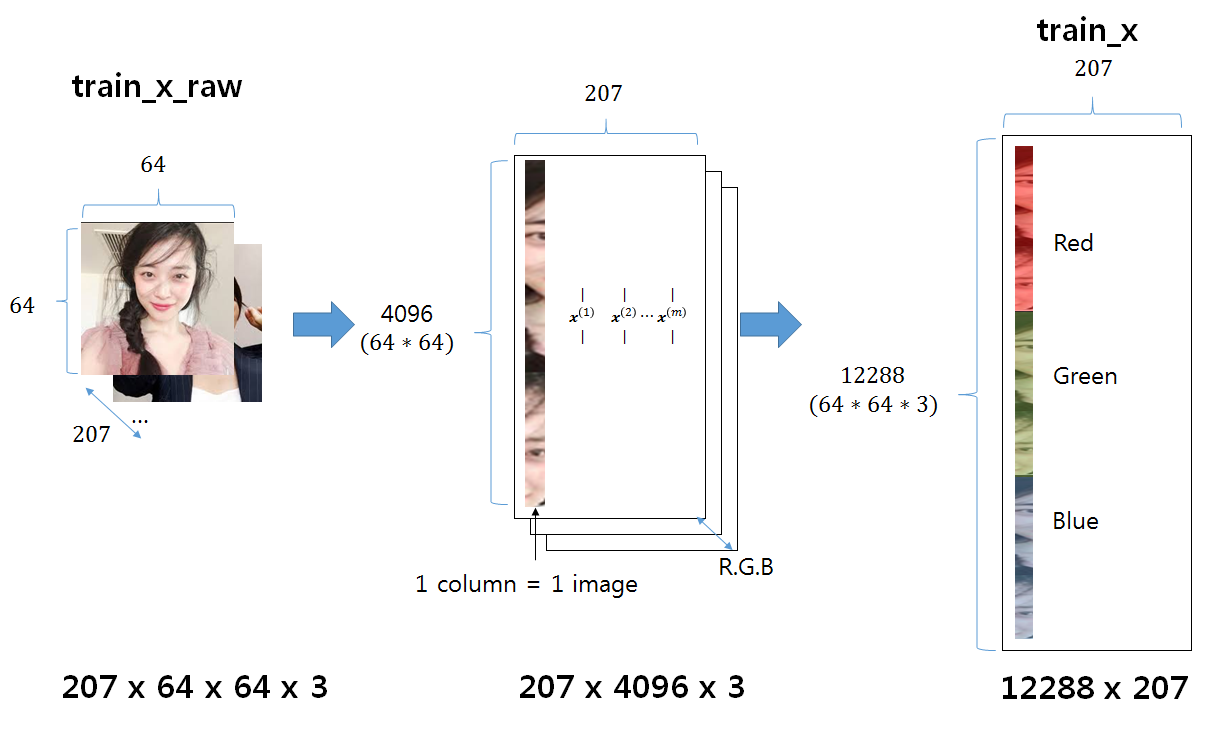 train_x_raw
64
64
207
...
207 x 64 x 64 x 3
207
4096
(64 ∗ 64)
x⁽¹⁾ x⁽²⁾ ⋯ x⁽ᵐ⁾
R.G.B
1 column = 1 image
207 x 4096 x 3
train_x
207
12288
(64 ∗ 64 ∗ 3)
Red
Green
Blue
12288 x 207